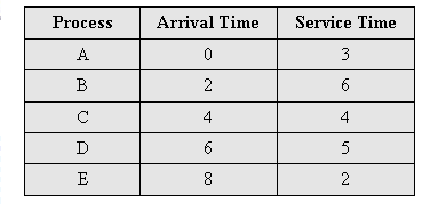 Process Arrival Time Service Time
A 0 3
B 2 6
C 4 4
D 6 5
E 8 2